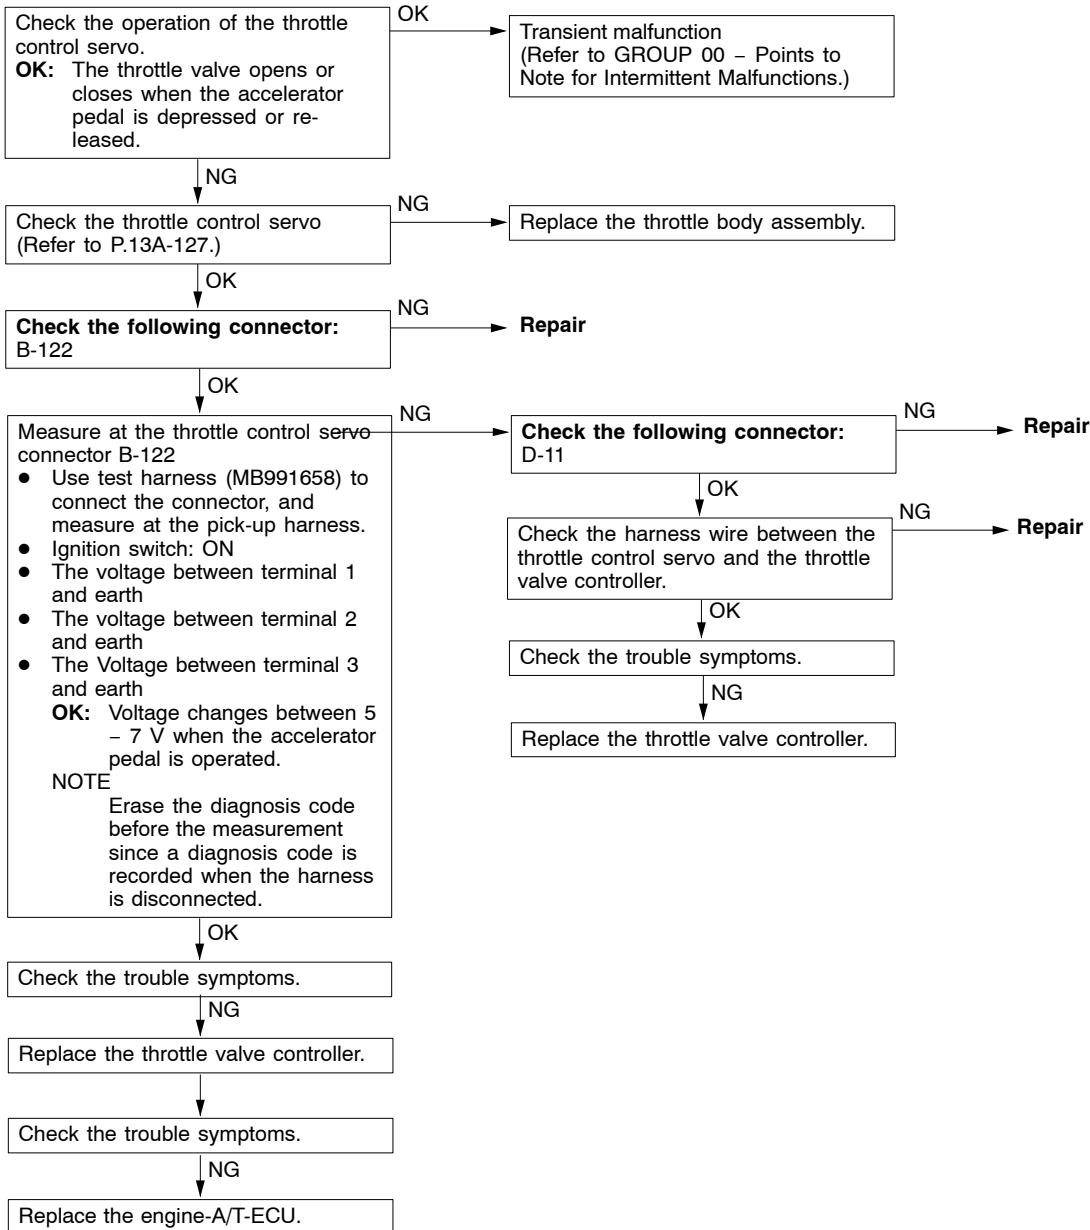 Check the operation of the throttle
control servo.
OK: The throttle valve opens or
closes when the accelerator
pedal is depressed or re-
leased.
OK
Transient malfunction
(Refer to GROUP 00 – Points to
Note for Intermittent Malfunctions.)
NG
Check the throttle control servo
(Refer to P.13A-127.)
NG
Replace the throttle body assembly.
OK
Check the following connector:
B-122
NG
Repair
OK
Measure at the throttle control servo
connector B-122
● Use test harness (MB991658) to
connect the connector, and
measure at the pick-up harness.
● Ignition switch: ON
● The voltage between terminal 1
and earth
● The voltage between terminal 2
and earth
● The Voltage between terminal 3
and earth
OK: Voltage changes between 5
– 7 V when the accelerator
pedal is operated.
NOTE
Erase the diagnosis code
before the measurement
since a diagnosis code is
recorded when the harness
is disconnected.
NG
Check the following connector:
D-11
NG
Repair
OK
Check the harness wire between the
throttle control servo and the throttle
valve controller.
NG
Repair
OK
Check the trouble symptoms.
NG
Replace the throttle valve controller.
OK
Check the trouble symptoms.
NG
Replace the throttle valve controller.
Check the trouble symptoms.
NG
Replace the engine-A/T-ECU.